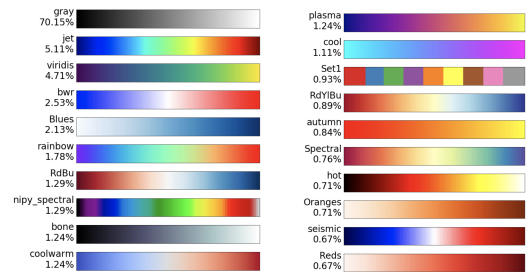 gray
70.15%
jet
5.11%
viridis
4.71%
bwr
2.53%
Blues
2.13%
rainbow
1.78%
RdBu
1.29%
nipy_spectral
1.29%
bone
1.24%
coolwarm
1.24%
plasma
1.24%
cool
1.11%
Set1
0.93%
RdYlBu
0.89%
autumn
0.84%
Spectral
0.76%
hot
0.71%
Oranges
0.71%
seismic
0.67%
Reds
0.67%